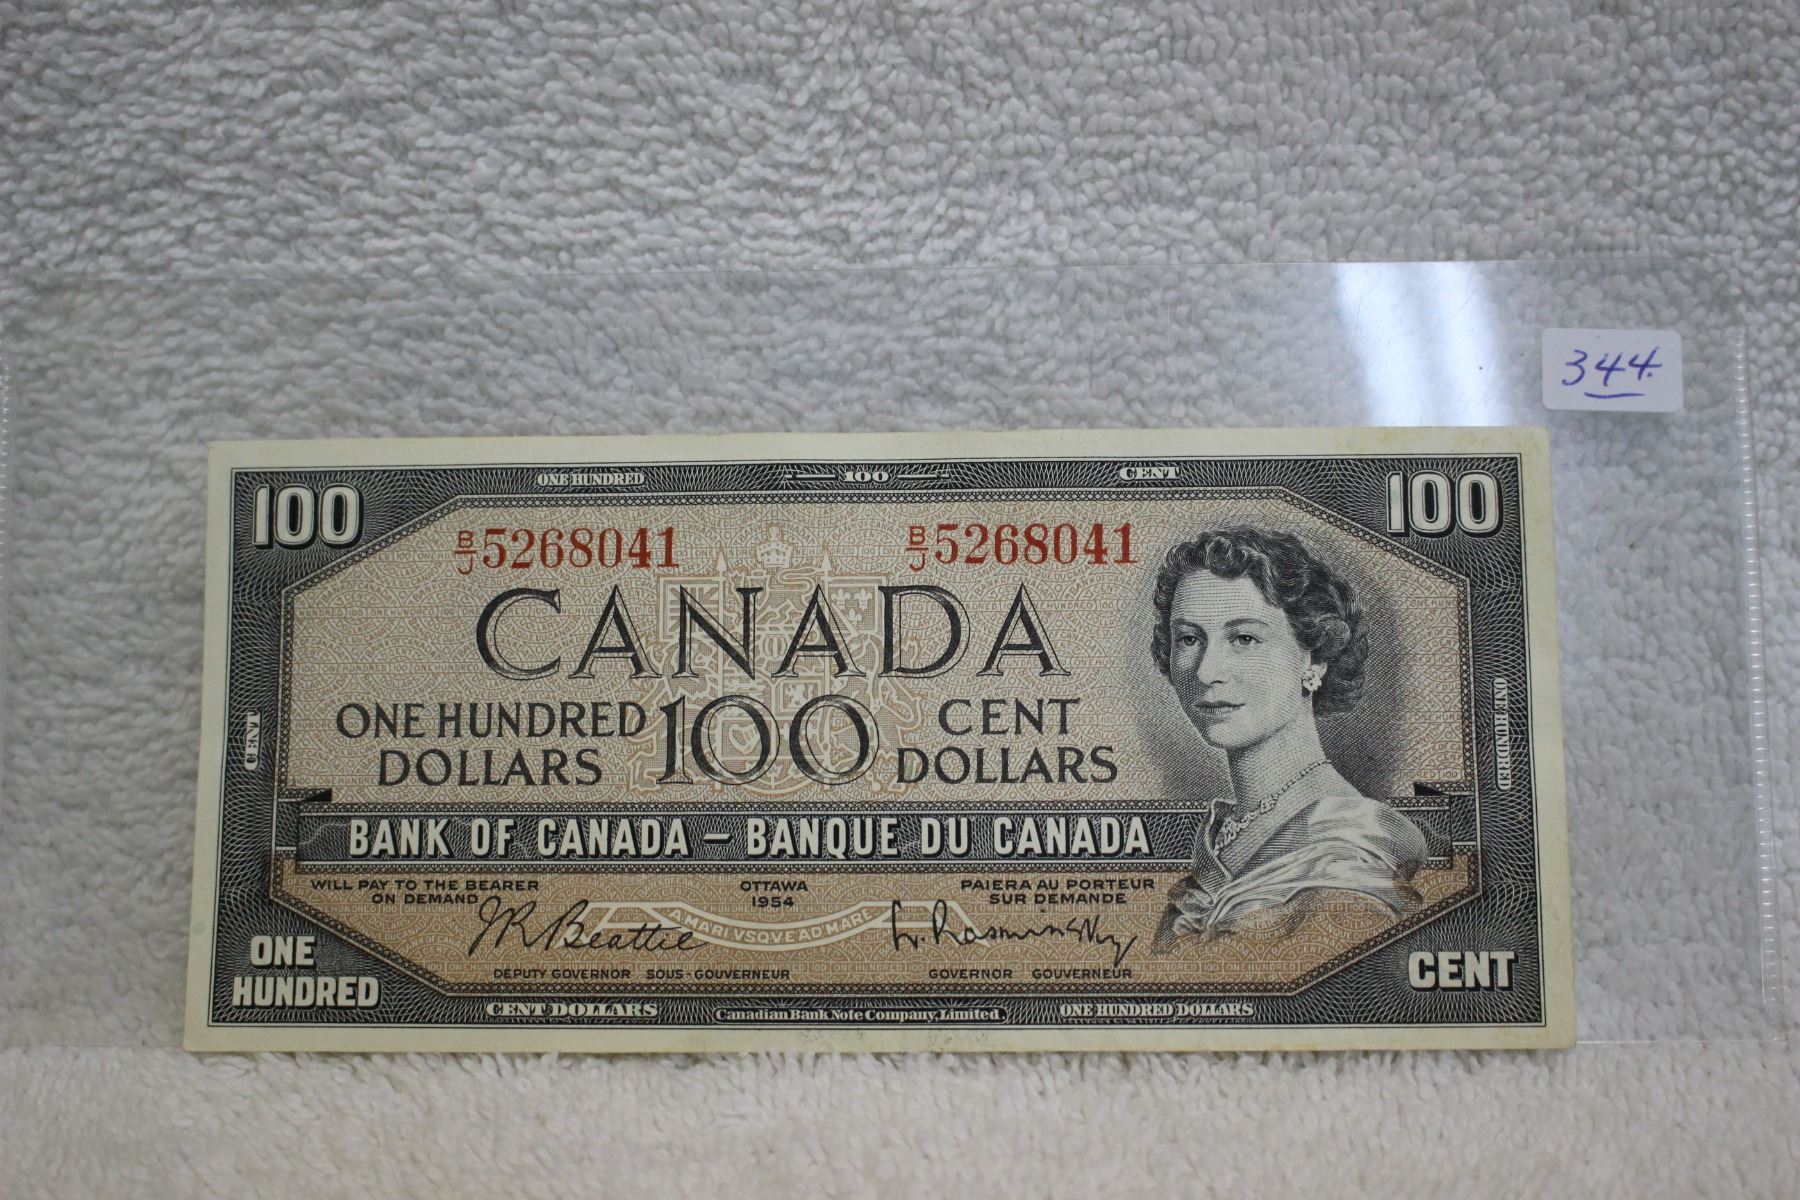 344.
100 ONE HUNDRED 100 CENT 100
B/J 5268041 B/J 5268041
CANADA
ONE HUNDRED DOLLARS 100 CENT DOLLARS
CENT
ONE HUNDRED
BANK OF CANADA – BANQUE DU CANADA
WILL PAY TO THE BEARER
ON DEMAND
OTTAWA
1954
PAIERA AU PORTEUR
SUR DEMANDE
A MARI VSQVE AD MARE
J R Beattie
L. Rasminsky
DEPUTY GOVERNOR SOUS-GOUVERNEUR
GOVERNOR GOUVERNEUR
ONE
HUNDRED
CENT
CENT DOLLARS
Canadian Bank Note Company, Limited.
ONE HUNDRED DOLLARS